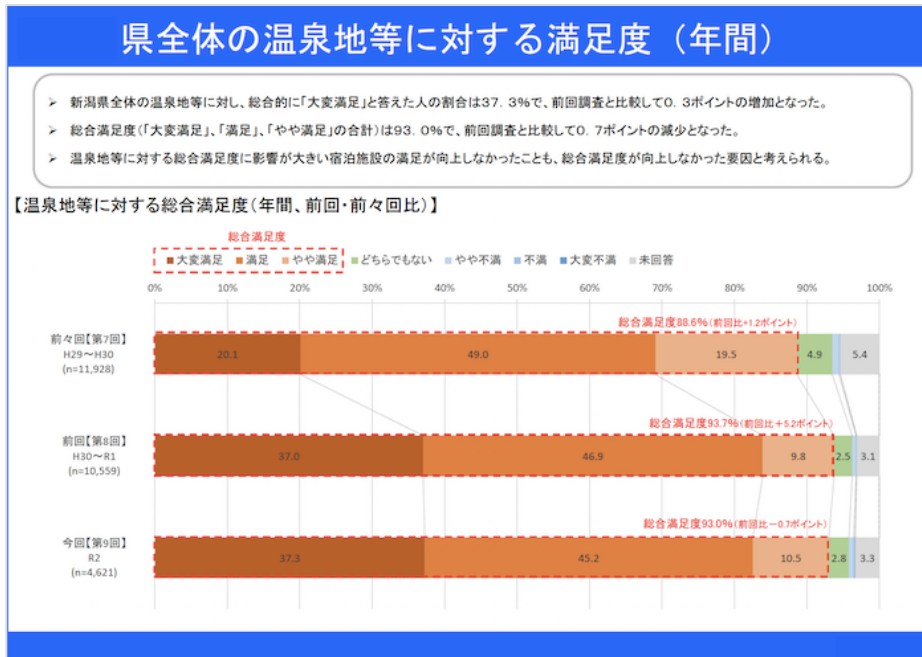 県全体の温泉地等に対する満足度（年間）
➢ 新潟県全体の温泉地等に対し、総合的に「大変満足」と答えた人の割合は37．3％で、前回調査と比較して0．3ポイントの増加となった。
➢ 総合満足度（「大変満足」、「満足」、「やや満足」の合計）は93．0％で、前回調査と比較して0．7ポイントの減少となった。
➢ 温泉地等に対する総合満足度に影響が大きい宿泊施設の満足が向上しなかったことも、総合満足度が向上しなかった要因と考えられる。
【温泉地等に対する総合満足度（年間、前回・前々回比）】
総合満足度
大変満足 満足 やや満足 どちらでもない やや不満 不満 大変不満 未回答
0% 10% 20% 30% 40% 50% 60% 70% 80% 90% 100%
総合満足度88.6％（前回比+1.2ポイント）
前々回【第7回】
H29～H30
(n=11,928)
20.1 49.0 19.5 4.9 5.4
総合満足度93.7％（前回比＋5.2ポイント）
前回【第8回】
H30～R1
(n=10,559)
37.0 46.9 9.8 2.5 3.1
総合満足度93.0％（前回比－0.7ポイント）
今回【第9回】
R2
(n=4,621)
37.3 45.2 10.5 2.8 3.3